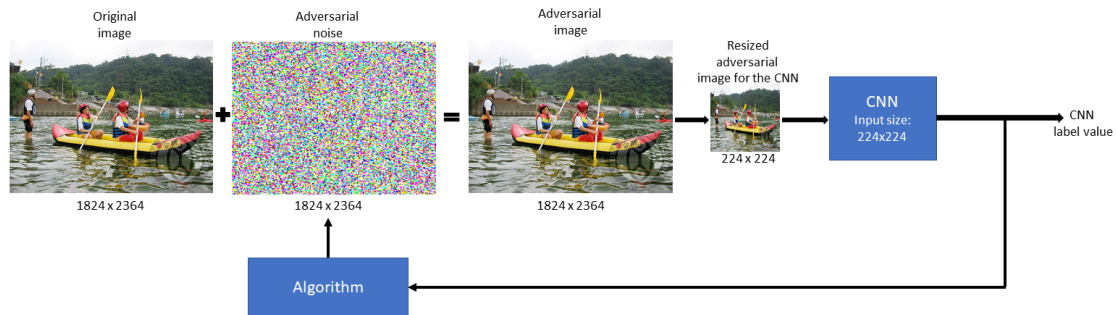 Original
image
Adversarial
noise
Adversarial
image
Resized
adversarial
image for the CNN
CNN
Input size:
224x224
CNN
label value
224 x 224
1824 x 2364
1824 x 2364
1824 x 2364
Algorithm